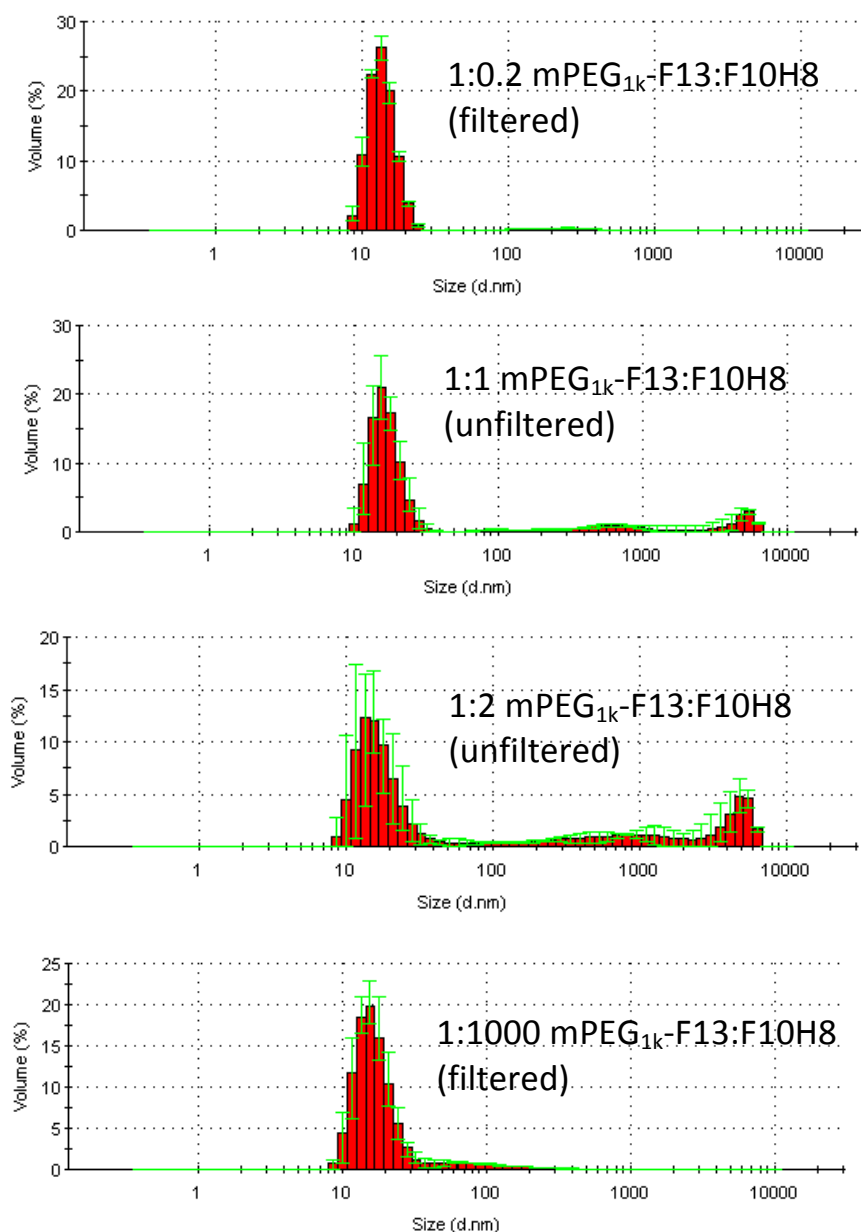 30
20
10
0
Volume (%)
1:0.2 mPEG1k-F13:F10H8
(filtered)
1 10 100 1000 10000
Size (d.nm)
30
20
10
0
Volume (%)
1:1 mPEG1k-F13:F10H8
(unfiltered)
1 10 100 1000 10000
Size (d.nm)
20
15
10
5
0
Volume (%)
1:2 mPEG1k-F13:F10H8
(unfiltered)
1 10 100 1000 10000
Size (d.nm)
25
20
15
10
5
0
Volume (%)
1:1000 mPEG1k-F13:F10H8
(filtered)
1 10 100 1000 10000
Size (d.nm)